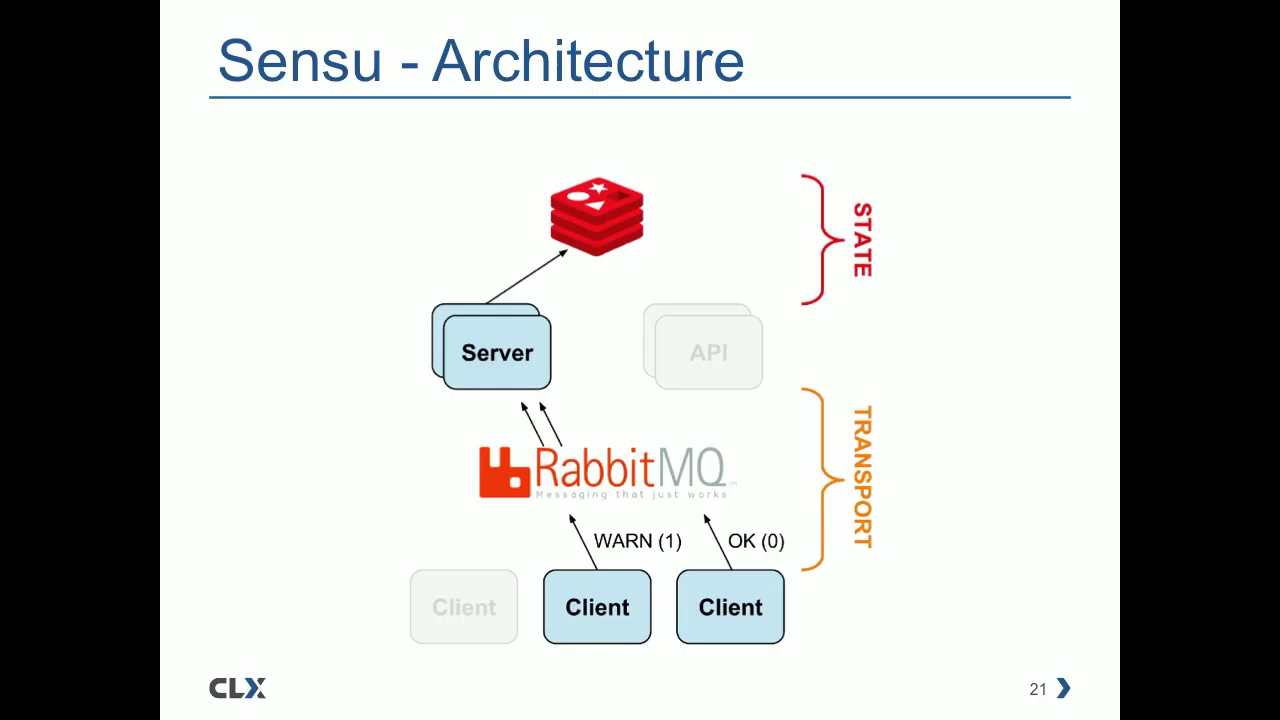 Sensu - Architecture
STATE
Server
API
TRANSPORT
RabbitMQ
Messaging that just works
WARN (1)
OK (0)
Client
Client
Client
CLX
21